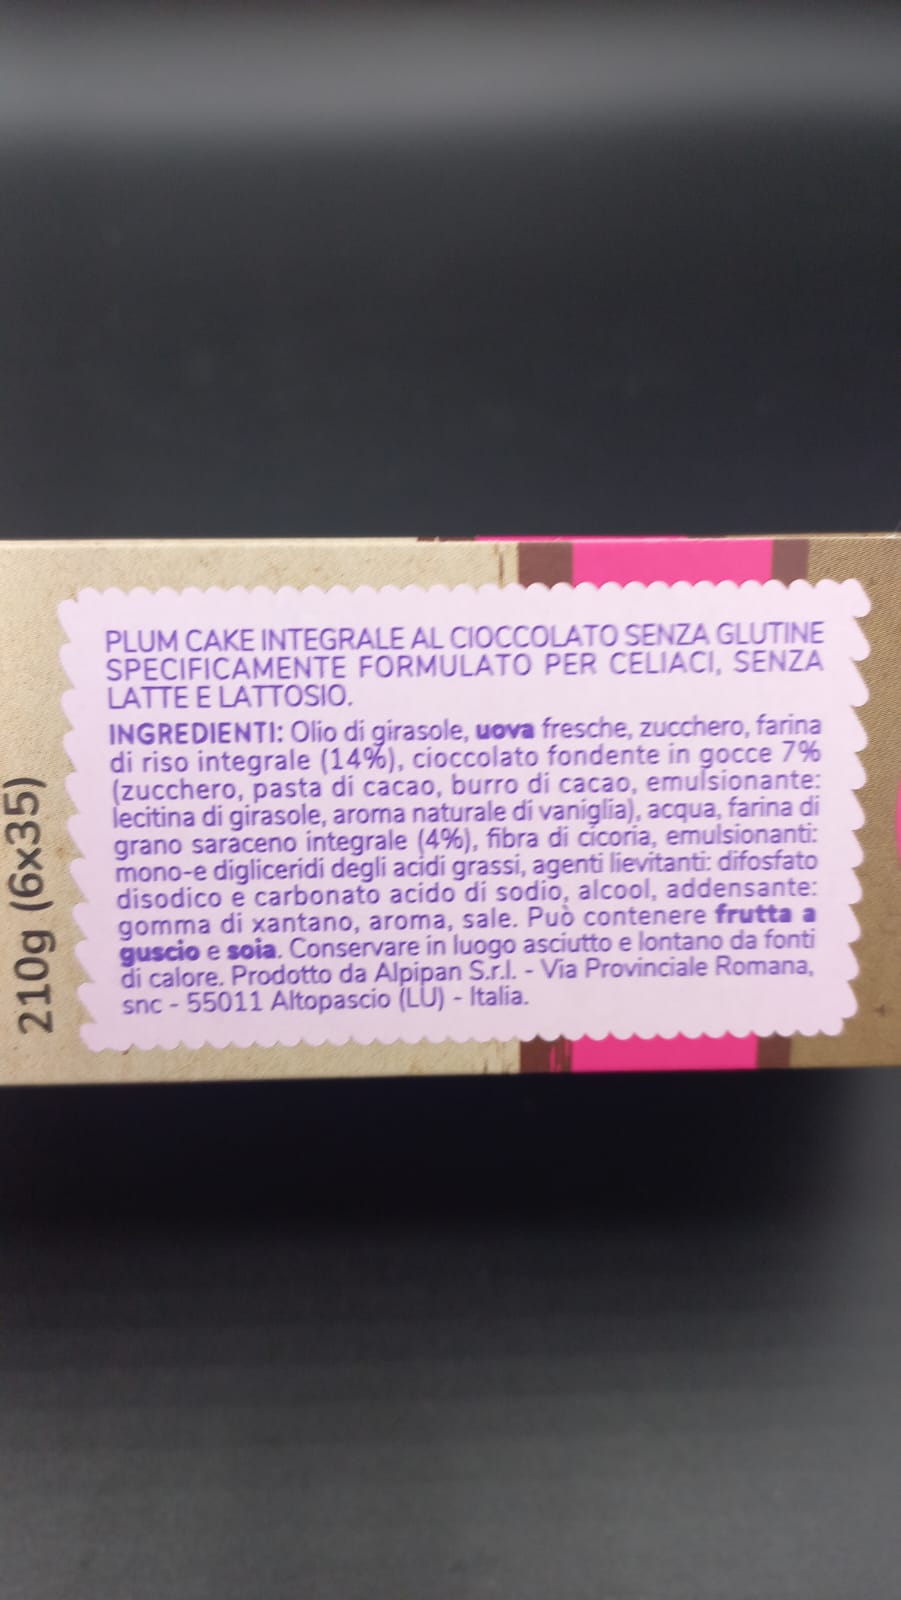 PLUM CAKE INTEGRALE AL CIOCCOLATO SENZA GLUTINE
SPECIFICAMENTE FORMULATO PER CELIACI, SENZA
LATTE E LATTOSIO.
INGREDIENTI: Olio di girasole, uova fresche, zucchero, farina
di riso integrale (14%), cioccolato fondente in gocce 7%
(zucchero, pasta di cacao, burro di cacao, emulsionante:
lecitina di girasole, aroma naturale di vaniglia), acqua, farina di
grano saraceno integrale (4%), fibra di cicoria, emulsionanti:
mono-e digliceridi degli acidi grassi, agenti lievitanti: difosfato
disodico e carbonato acido di sodio, alcool, addensante:
gomma di xantano, aroma, sale. Può contenere frutta a
guscio e soia. Conservare in luogo asciutto e lontano da fonti
di calore. Prodotto da Alpipan S.r.l. - Via Provinciale Romana,
snc - 55011 Altopascio (LU) - Italia.
210g (6x35)